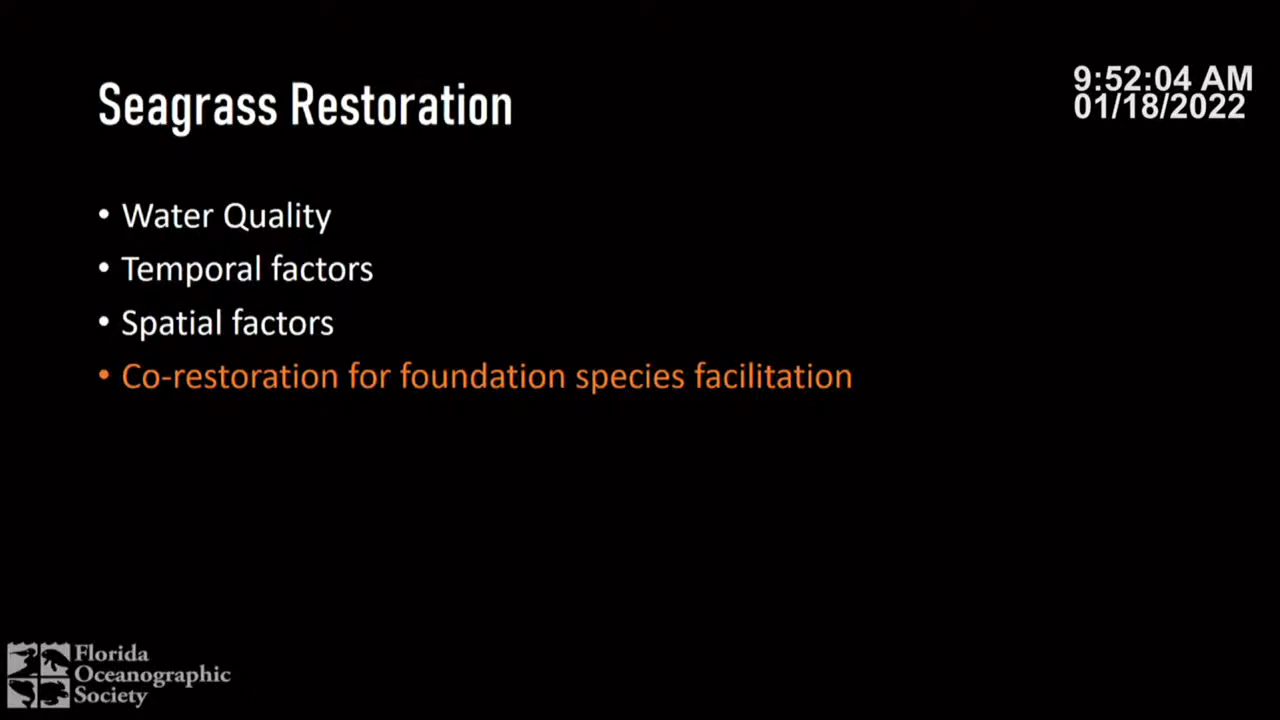 Seagrass Restoration
9:52:04 AM
01/18/2022
• Water Quality
• Temporal factors
• Spatial factors
• Co-restoration for foundation species facilitation
Florida
Oceanographic
Society